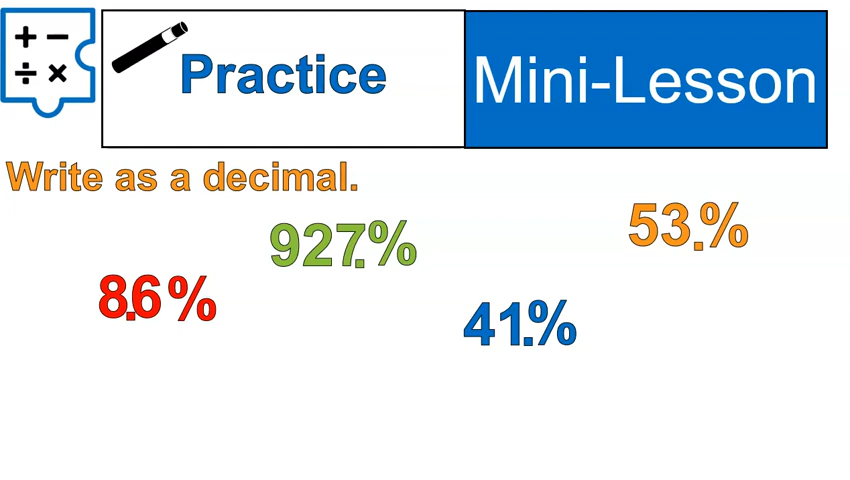 + −
÷ ×
Practice
Mini-Lesson
Write as a decimal.
927.%
53.%
8.6%
41.%